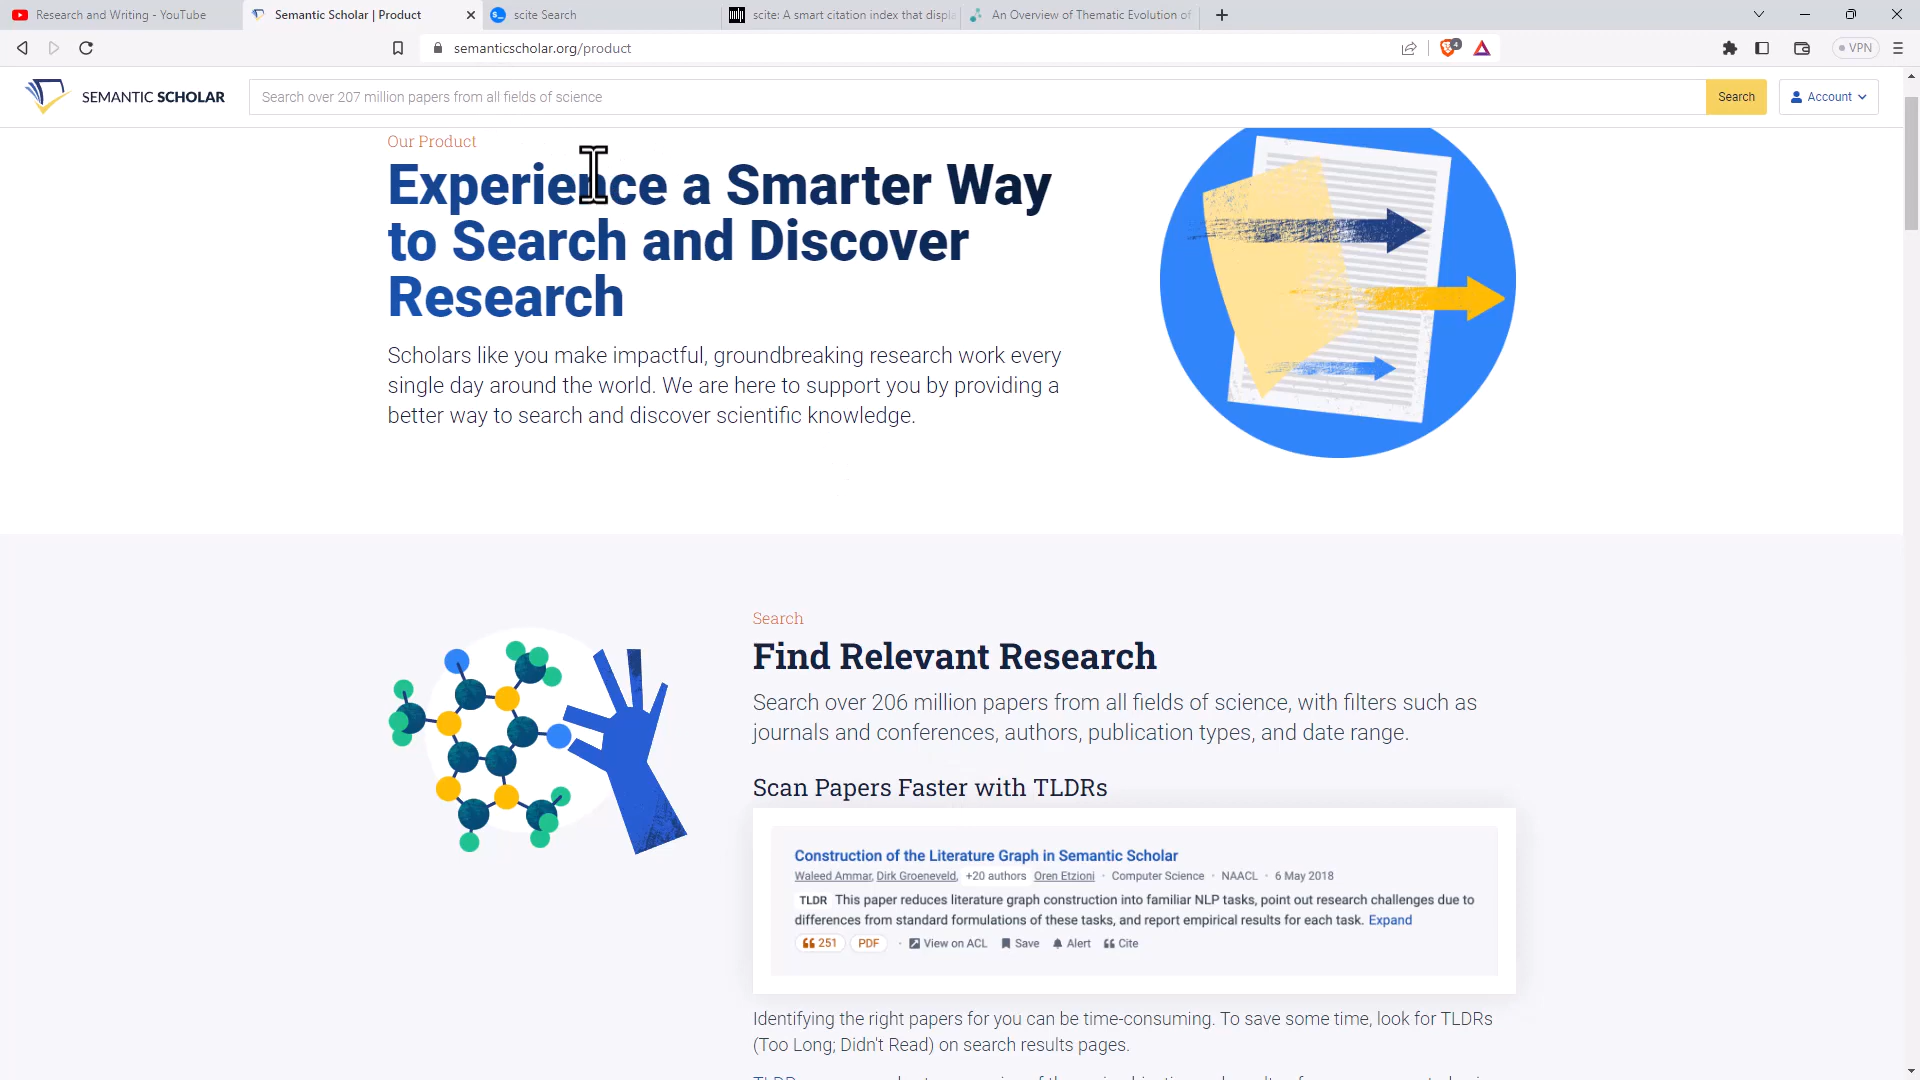 Research and Writing - YouTube
Semantic Scholar | Product
scite Search
scite: A smart citation index that displa
An Overview of Thematic Evolution of
semanticscholar.org/product
4
VPN
SEMANTIC SCHOLAR
Search over 207 million papers from all fields of science
Search
Account
Our Product
Experience a Smarter Way
to Search and Discover
Research
Scholars like you make impactful, groundbreaking research work every
single day around the world. We are here to support you by providing a
better way to search and discover scientific knowledge.
Search
Find Relevant Research
Search over 206 million papers from all fields of science, with filters such as
journals and conferences, authors, publication types, and date range.
Scan Papers Faster with TLDRs
Construction of the Literature Graph in Semantic Scholar
Waleed Ammar, Dirk Groeneveld, +20 authors Oren Etzioni · Computer Science · NAACL · 6 May 2018
TLDR This paper reduces literature graph construction into familiar NLP tasks, point out research challenges due to
differences from standard formulations of these tasks, and report empirical results for each task. Expand
251 PDF · View on ACL Save Alert Cite
Identifying the right papers for you can be time-consuming. To save some time, look for TLDRs
(Too Long; Didn't Read) on search results pages.